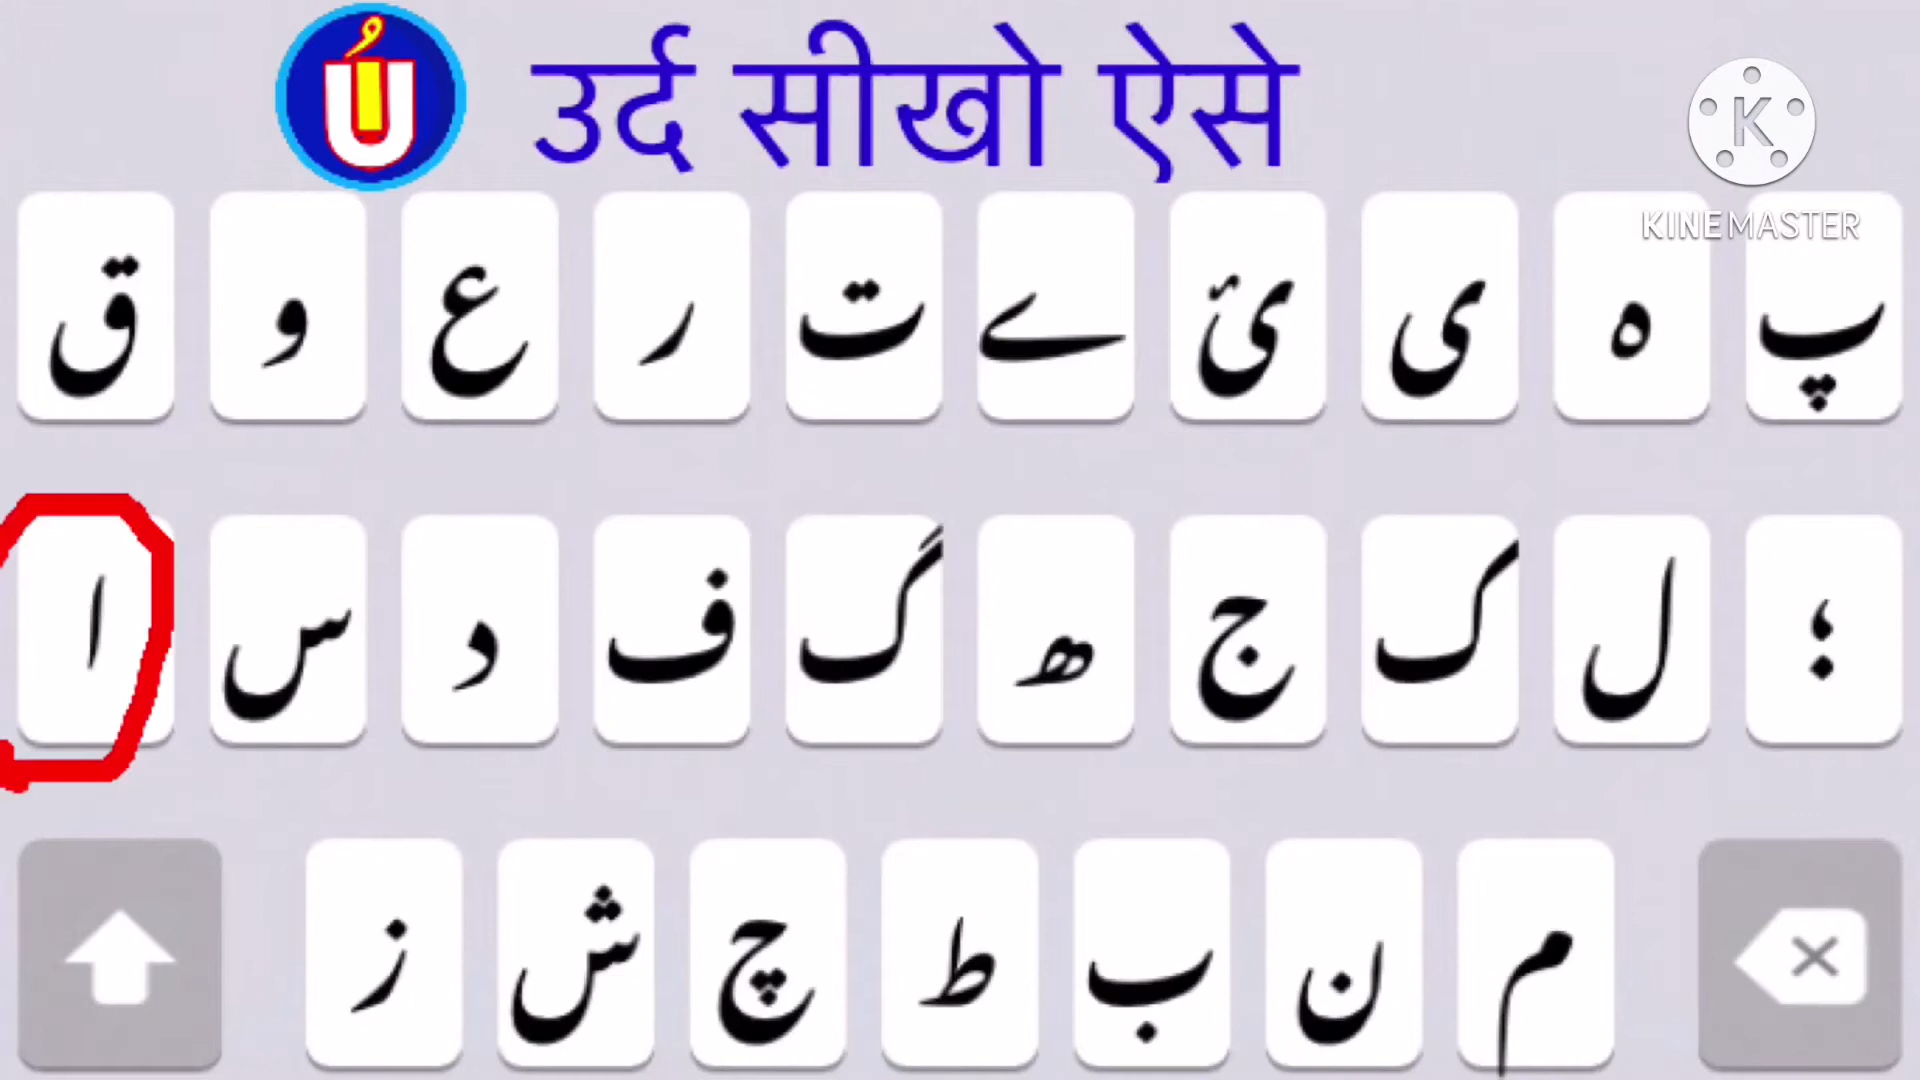 उर्द सीखो ऐसे
K
KINEMASTER
ق و ع ر ت ے ئ ی ہ پ
ا س د ف گ ھ ج ک ل ؛
ز ش چ ط ب ن م